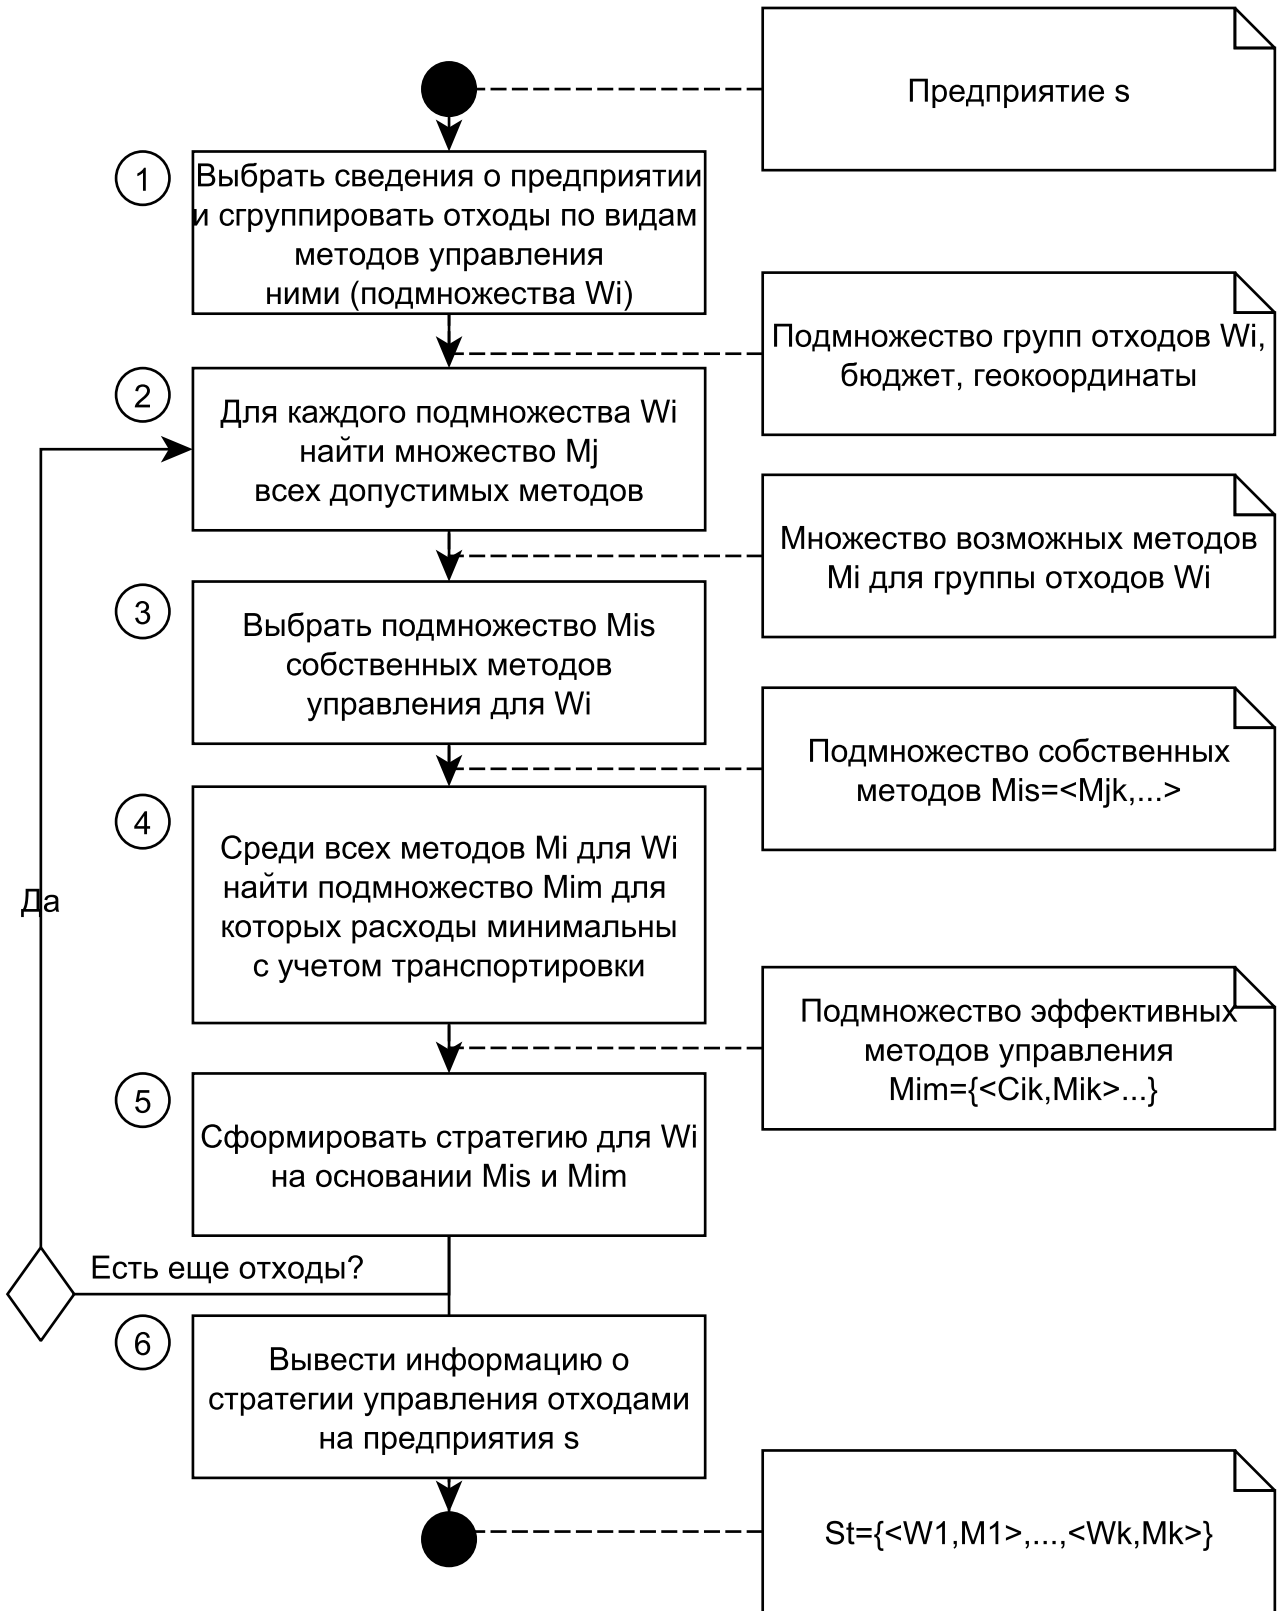 Предприятие s
1
Выбрать сведения о предприятии
и сгруппировать отходы по видам
методов управления
ними (подмножества Wi)
Подмножество групп отходов Wi,
бюджет, геокоординаты
2
Для каждого подмножества Wi
найти множество Mj
всех допустимых методов
Множество возможных методов
Mi для группы отходов Wi
3
Выбрать подмножество Mis
собственных методов
управления для Wi
Подмножество собственных
методов Mis=<Mjk,...>
4
Среди всех методов Mi для Wi
найти подмножество Mim для
которых расходы минимальны
с учетом транспортировки
Да
Подмножество эффективных
методов управления
Mim={<Cik,Mik>...}
5
Сформировать стратегию для Wi
на основании Mis и Mim
Есть еще отходы?
6
Вывести информацию о
стратегии управления отходами
на предприятия s
St={<W1,M1>,...,<Wk,Mk>}